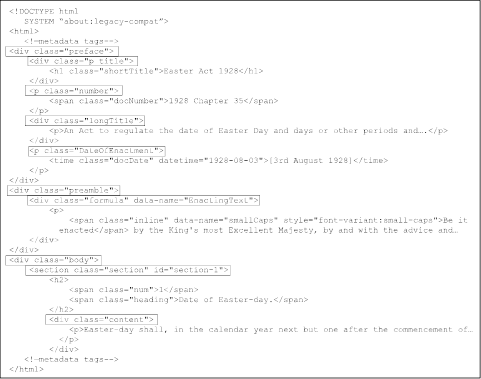 <!DOCTYPE html
SYSTEM "about:legacy-compat">
<html>
<!—metadata tags-->
<div class="preface">
<div class="p title">
<h1 class="shortTitle">Easter Act 1928</h1>
</div>
<p class="number">
<span class="docNumber">1928 Chapter 35</span>
</p>
<div class="longTitle">
<p>An Act to regulate the date of Easter Day and days or other periods and….</p>
</div>
<p class="DateOfEnactment">
<time class="docDate" datetime="1928-08-03">[3rd August 1928]</time>
</p>
</div>
<div class="preamble">
<div class="formula" data-name="EnactingText">
<p>
<span class="inline" data-name="smallCaps" style="font-variant:small-caps">Be it
enacted</span> by the King's most Excellent Majesty, by and with the advice and…
</div>
</div>
<div class="body">
<section class="section" id="section-1">
<h2>
<span class="num">1</span>
<span class="heading">Date of Easter-day.</span>
</h2>
<div class="content">
<p>Easter-day shall, in the calendar year next but one after the commencement of…
</p>
</div>
<!—metadata tags-->
</html>